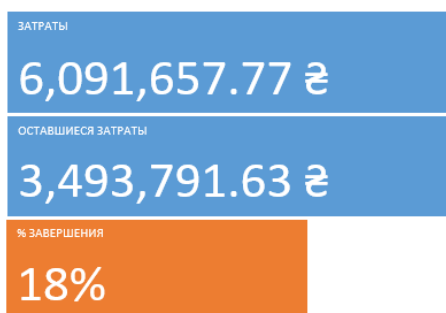 ЗАТРАТЫ
6,091,657.77 ₴
ОСТАВШИЕСЯ ЗАТРАТЫ
3,493,791.63 ₴
% ЗАВЕРШЕНИЯ
18%